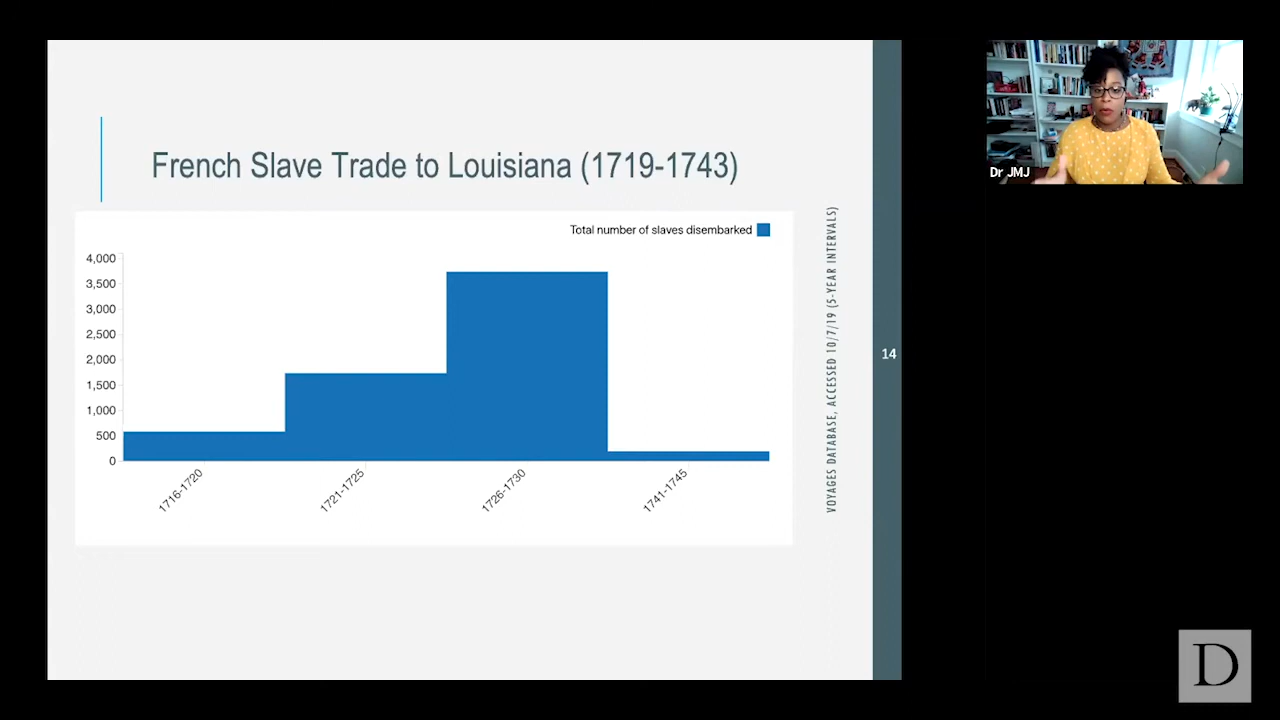 French Slave Trade to Louisiana (1719-1743)
Total number of slaves disembarked
4,000
3,500
3,000
2,500
2,000
1,500
1,000
500
0
1716-1720
1721-1725
1726-1730
1741-1745
VOYAGES DATABASE, ACCESSED 10/7/19 (5-YEAR INTERVALS)
14
Dr JMJ
D